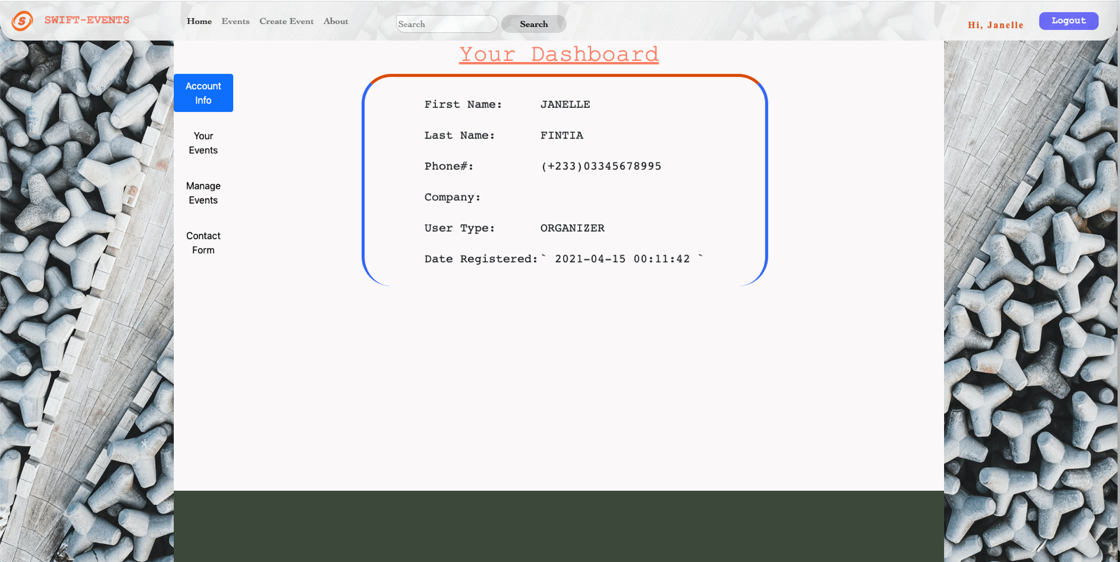 SWIFT-EVENTS Home Events Create Event About Search Search Hi, Janelle Logout
Your Dashboard
Account
Info
Your
Events
Manage
Events
Contact
Form
First Name: JANELLE
Last Name: FINTIA
Phone#: (+233)03345678995
Company:
User Type: ORGANIZER
Date Registered:` 2021-04-15 00:11:42 `